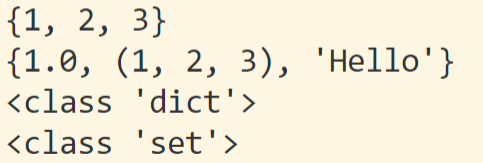 {1, 2, 3}
{1.0, (1, 2, 3), 'Hello'}
<class 'dict'>
<class 'set'>